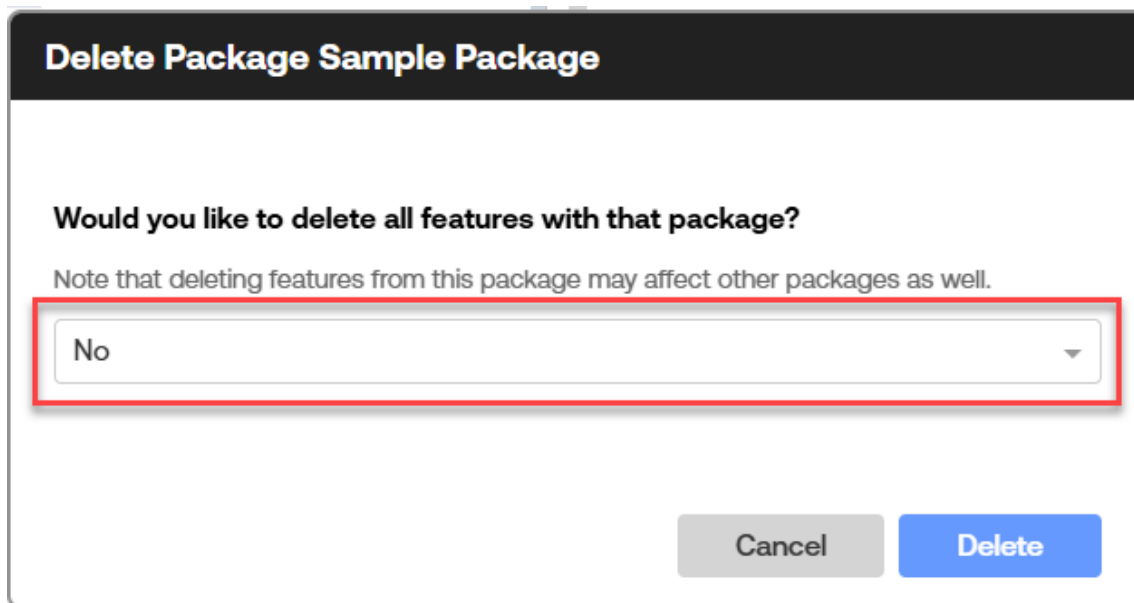 Delete Package Sample Package
Would you like to delete all features with that package?
Note that deleting features from this package may affect other packages as well.
No
Cancel
Delete